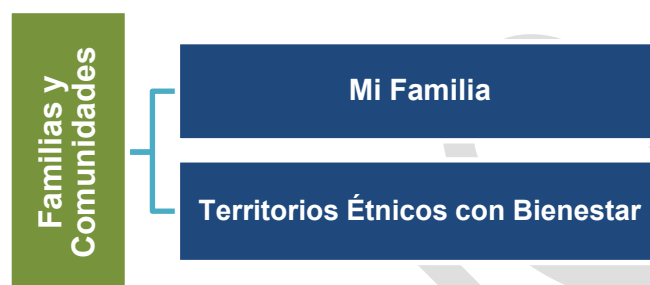 Familias y
Comunidades
Mi Familia
Territorios Étnicos con Bienestar